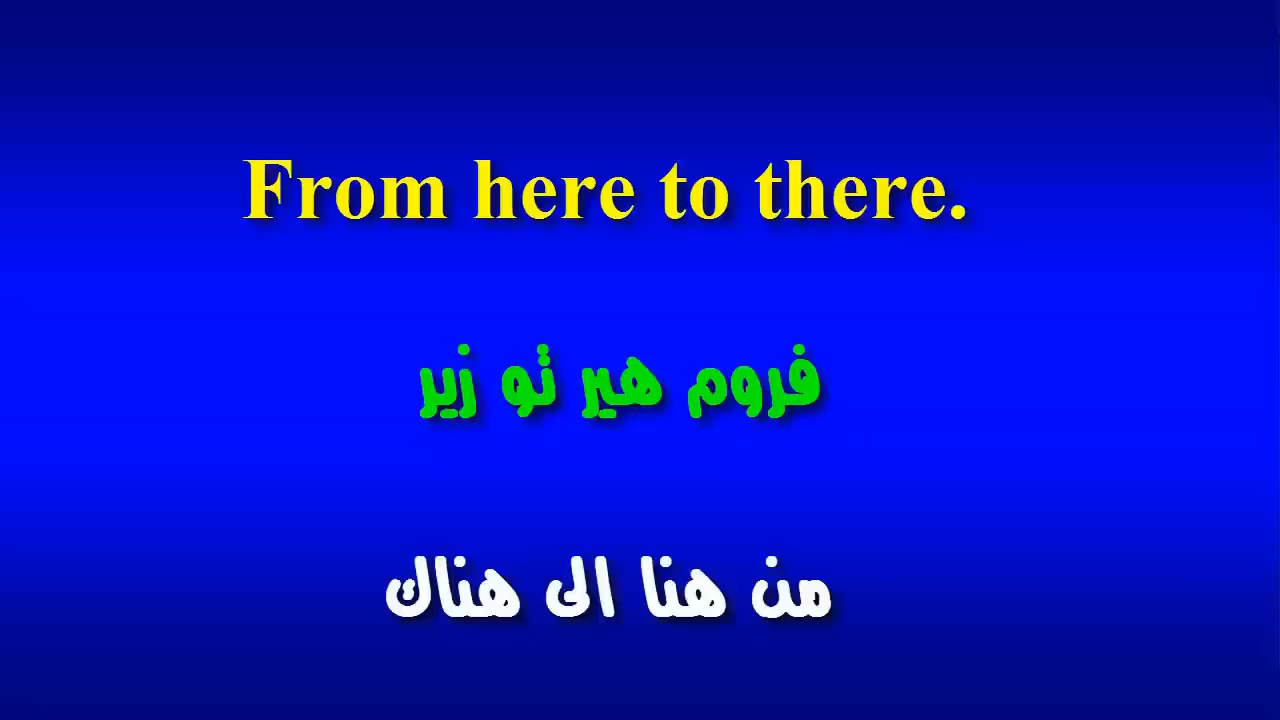 From here to there.
فروم هير تو زير
من هنا الى هناك